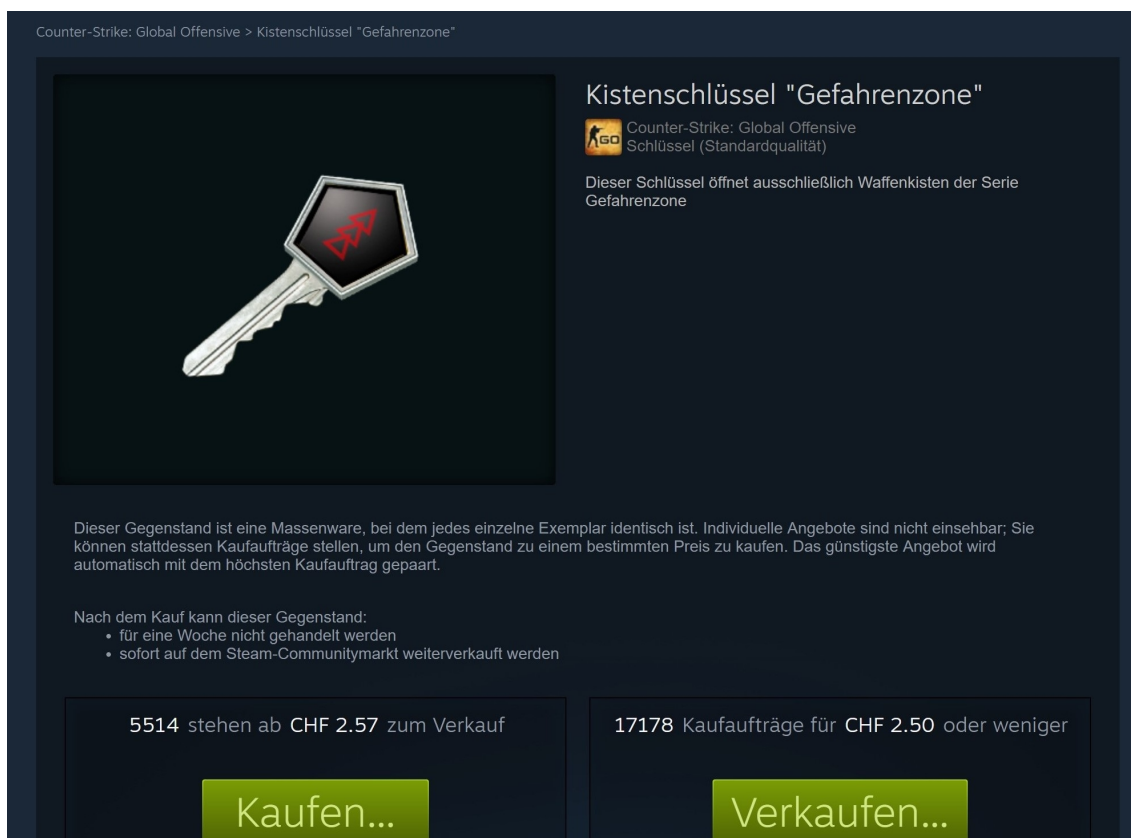 Counter-Strike: Global Offensive > Kistenschlüssel "Gefahrenzone"
Kistenschlüssel "Gefahrenzone"
GO
Counter-Strike: Global Offensive
Schlüssel (Standardqualität)
Dieser Schlüssel öffnet ausschließlich Waffenkisten der Serie
Gefahrenzone
Dieser Gegenstand ist eine Massenware, bei dem jedes einzelne Exemplar identisch ist. Individuelle Angebote sind nicht einsehbar; Sie
können stattdessen Kaufaufträge stellen, um den Gegenstand zu einem bestimmten Preis zu kaufen. Das günstigste Angebot wird
automatisch mit dem höchsten Kaufauftrag gepaart.
Nach dem Kauf kann dieser Gegenstand:
• für eine Woche nicht gehandelt werden
• sofort auf dem Steam-Communitymarkt weiterverkauft werden
5514 stehen ab CHF 2.57 zum Verkauf
Kaufen...
17178 Kaufaufträge für CHF 2.50 oder weniger
Verkaufen...